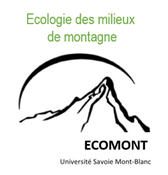 Ecologie des milieux
de montagne
ECOMONT
Université Savoie Mont-Blanc